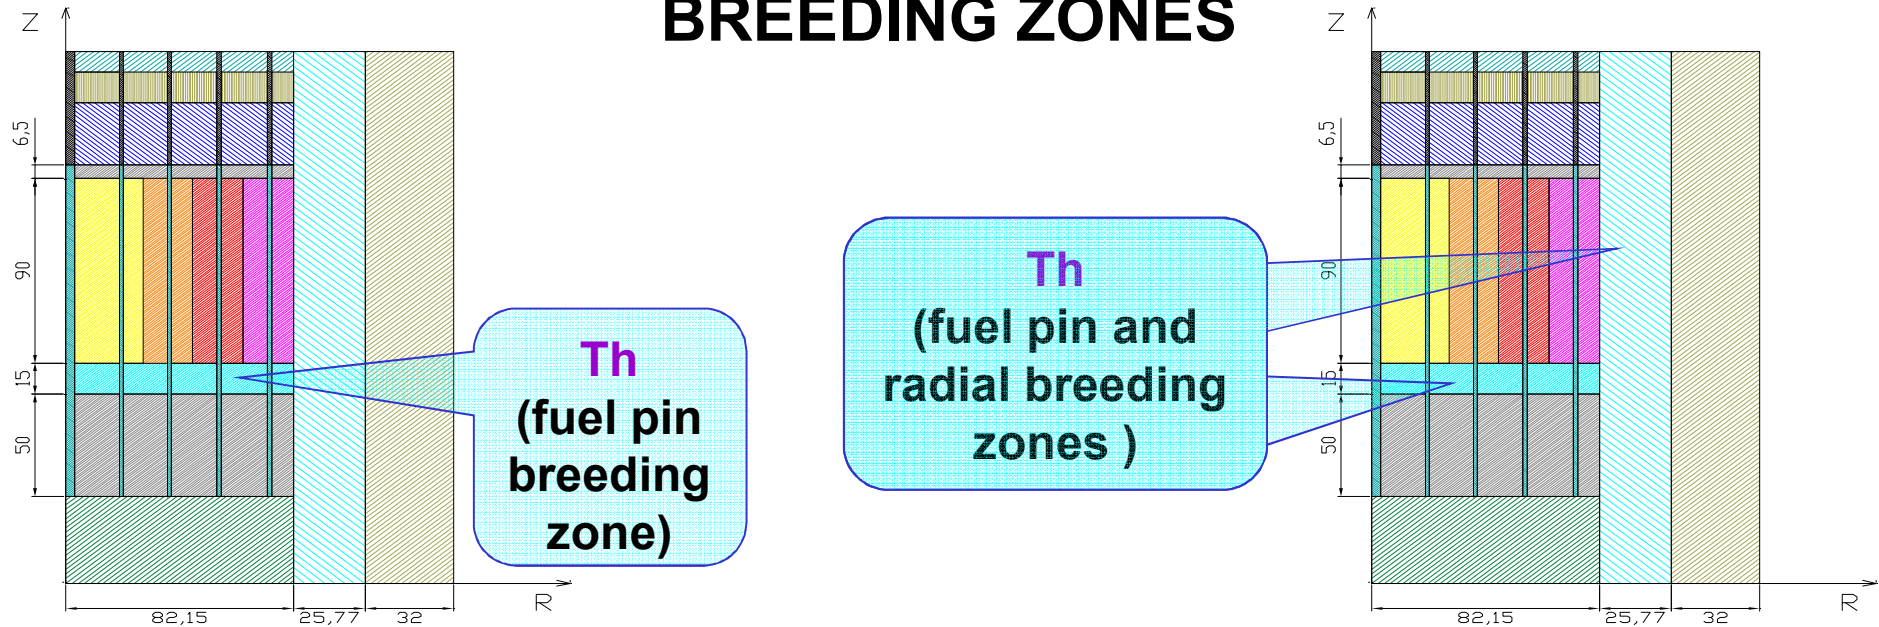 BREEDING ZONES
Z
6,5
90
15
50
82,15
25,77
32
R
Th
(fuel pin
breeding
zone)
Th
(fuel pin and
radial breeding
zones )
Z
6,5
90
15
50
82,15
25,77
32
R